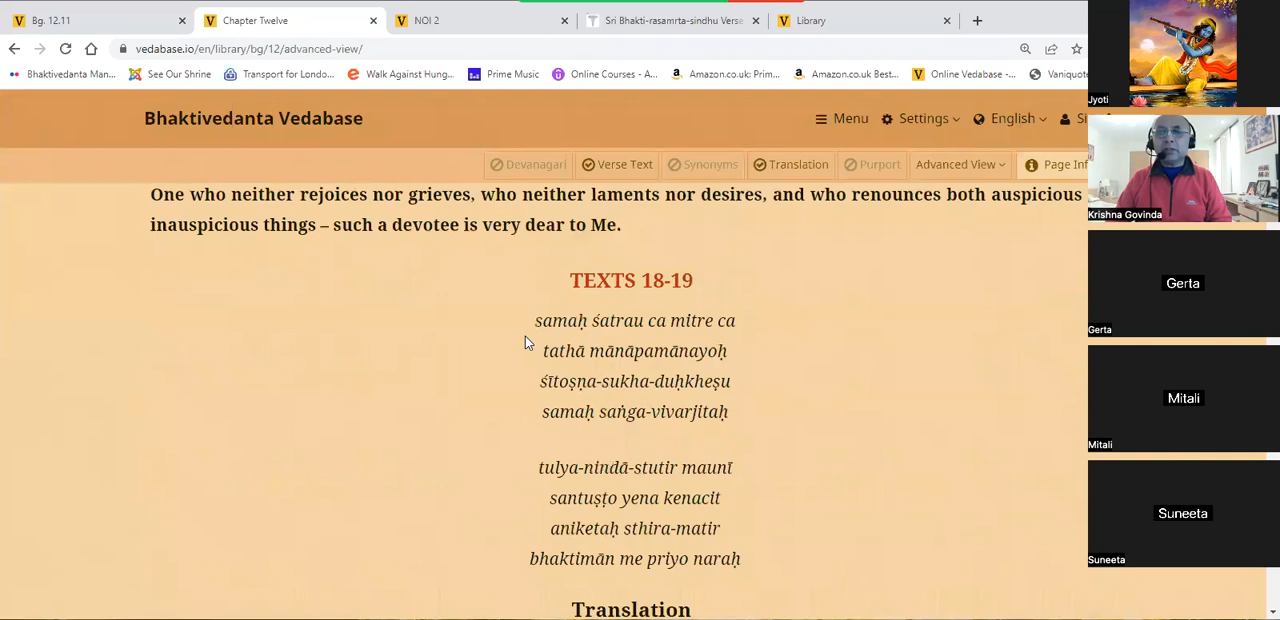 Bg. 12.11
Chapter Twelve
NOI 2
Sri Bhakti-rasamrta-sindhu Verse
Library
vedabase.io/en/library/bg/12/advanced-view/
Bhaktivedanta Man...
See Our Shrine
Transport for Londo...
Walk Against Hung...
Prime Music
Online Courses - A...
Amazon.co.uk: Prim...
Amazon.co.uk Best...
Online Vedabase -...
Vaniquote
Bhaktivedanta Vedabase
Menu
Settings
English
Si
Devanagari
Verse Text
Synonyms
Translation
Purport
Advanced View
Page Inf
One who neither rejoices nor grieves, who neither laments nor desires, and who renounces both auspicious
inauspicious things – such a devotee is very dear to Me.
TEXTS 18-19
samaḥ śatrau ca mitre ca
tathā mānāpamānayoḥ
śītoṣṇa-sukha-duḥkheṣu
samaḥ saṅga-vivarjitaḥ
tulya-nindā-stutir maunī
santuṣṭo yena kenacit
aniketaḥ sthira-matir
bhaktimān me priyo naraḥ
Translation
Jyoti
Krishna Govinda
Gerta
Gerta
Mitali
Mitali
Suneeta
Suneeta